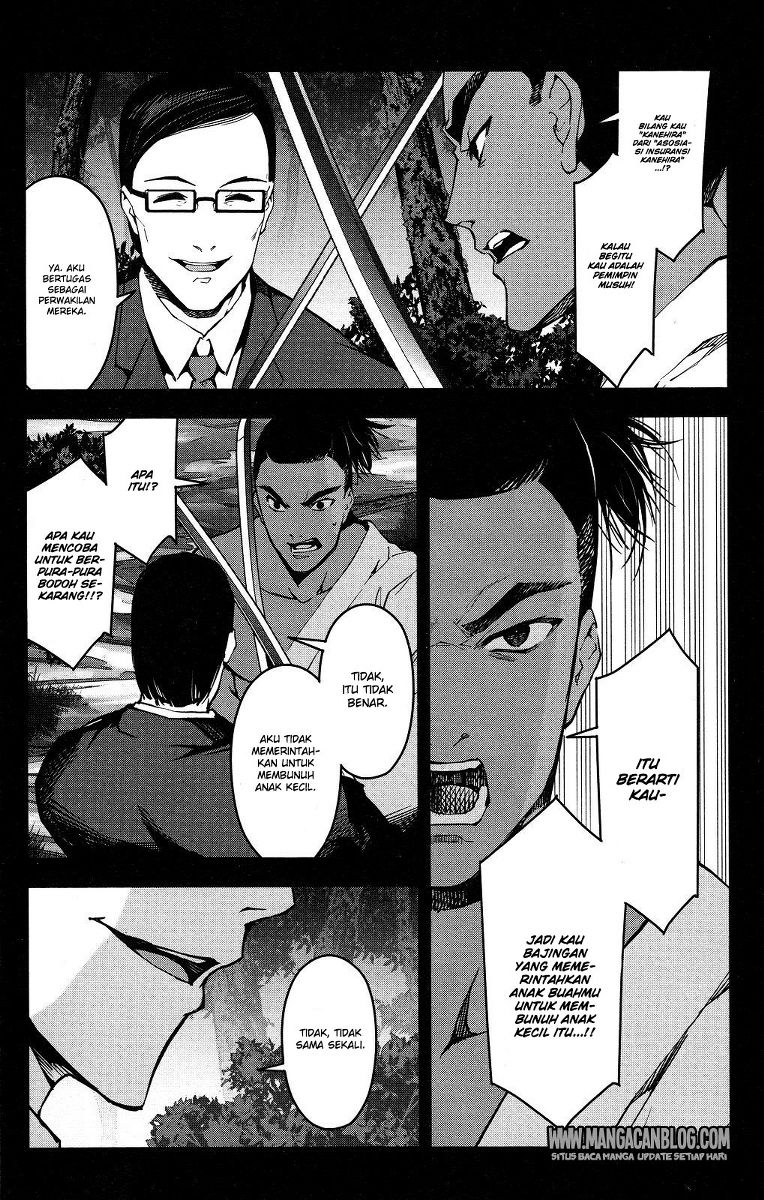 KAU
BILANG KAU
"KANEHIRA"
DARI "ASOSIA-
SI INSURANSI
KANEHIRA"
...!?
KALAU
BEGITU
KAU ADALAH
PEMIMPIN
MUSUH!
YA. AKU
BERTUGAS
SEBAGAI
PERWAKILAN
MEREKA.
ITU
BERARTI
KAU-
JADI KAU
BAJINGAN
YANG MEME-
RINTAHKAN
ANAK BUAHMU
UNTUK MEM-
BUNUH ANAK
KECIL ITU...!!
TIDAK,
ITU TIDAK
BENAR.
AKU TIDAK
MEMERINTAH-
KAN UNTUK
MEMBUNUH
ANAK KECIL.
APA
ITU!?
APA KAU
MENCOBA
UNTUK BER-
PURA-PURA
BODOH SE-
KARANG!!?
TIDAK, TIDAK
SAMA SEKALI.
WWW.MANGACANBLOG.COM
SITUS BACA MANGA UPDATE SETIAP HARI